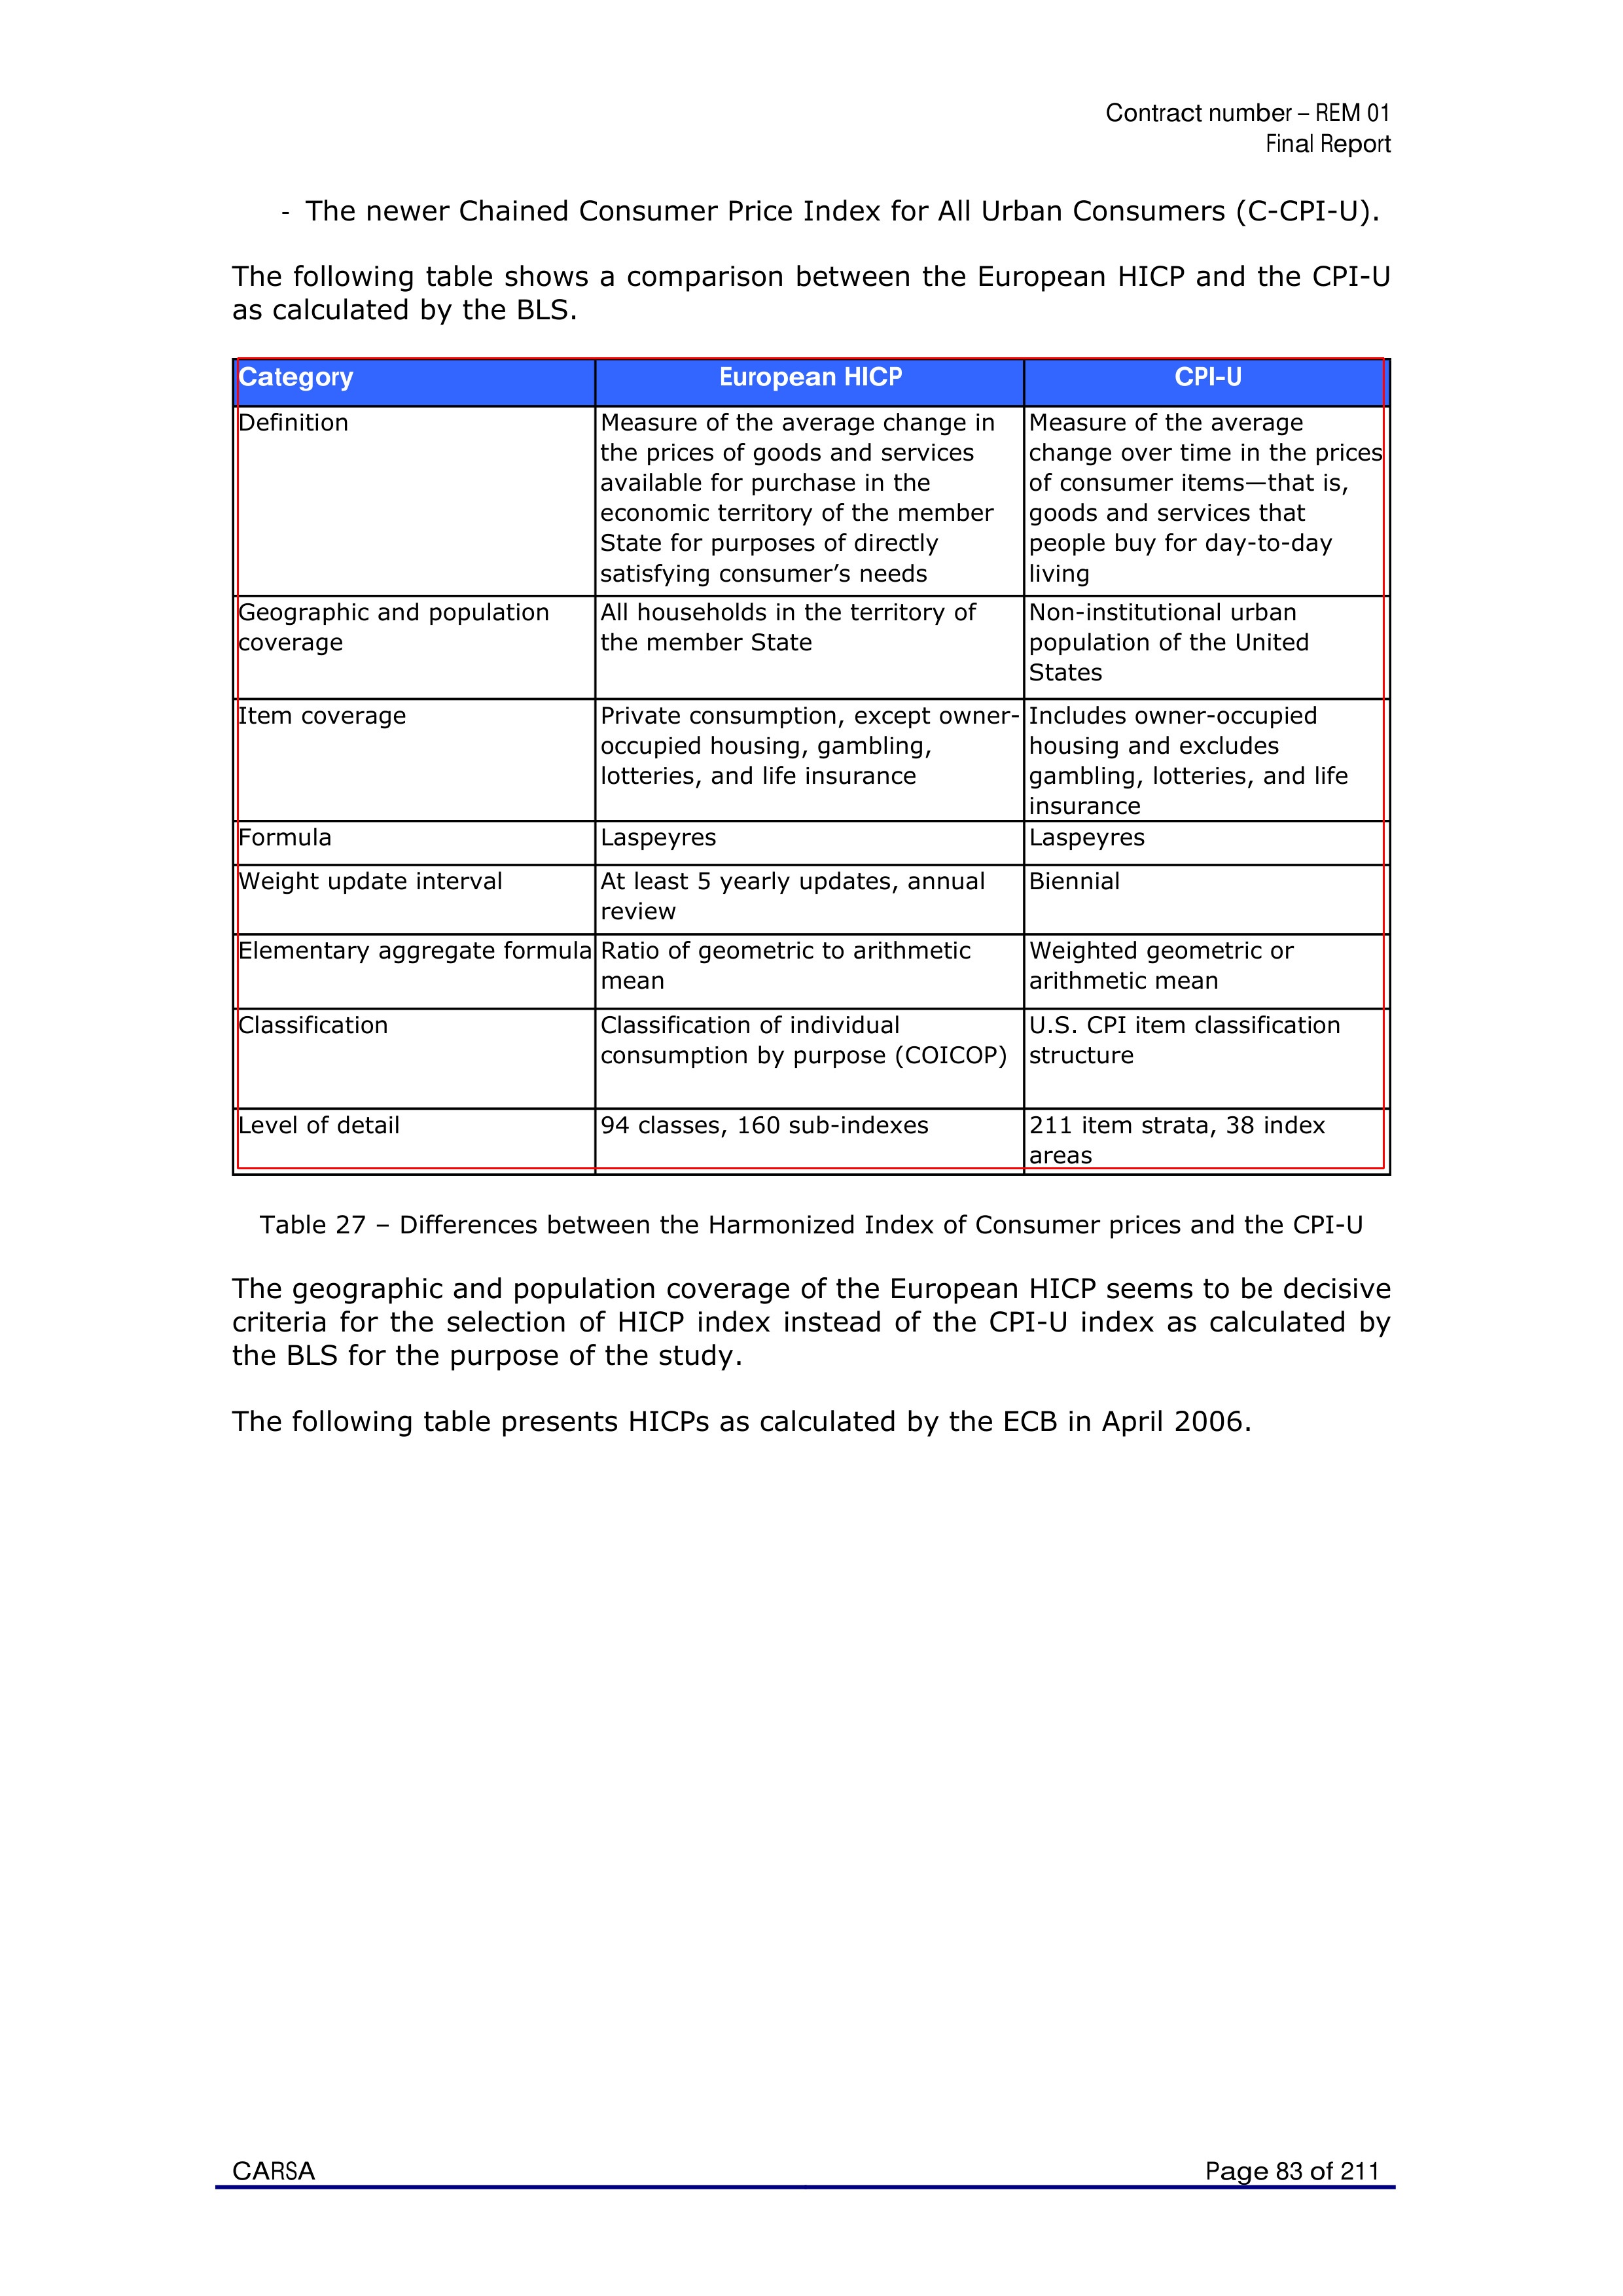 Contract number – REM 01
Final Report
- The newer Chained Consumer Price Index for All Urban Consumers (C-CPI-U).
The following table shows a comparison between the European HICP and the CPI-U
as calculated by the BLS.
Category European HICP CPI-U
Definition
Measure of the average change in
the prices of goods and services
available for purchase in the
economic territory of the member
State for purposes of directly
satisfying consumer’s needs
Measure of the average
change over time in the prices
of consumer items—that is,
goods and services that
people buy for day-to-day
living
Geographic and population
coverage
All households in the territory of
the member State
Non-institutional urban
population of the United
States
Item coverage
Private consumption, except owner-
occupied housing, gambling,
lotteries, and life insurance
Includes owner-occupied
housing and excludes
gambling, lotteries, and life
insurance
Formula Laspeyres Laspeyres
Weight update interval
At least 5 yearly updates, annual
review
Biennial
Elementary aggregate formula
Ratio of geometric to arithmetic
mean
Weighted geometric or
arithmetic mean
Classification
Classification of individual
consumption by purpose (COICOP)
U.S. CPI item classification
structure
Level of detail
94 classes, 160 sub-indexes
211 item strata, 38 index
areas
Table 27 – Differences between the Harmonized Index of Consumer prices and the CPI-U
The geographic and population coverage of the European HICP seems to be decisive
criteria for the selection of HICP index instead of the CPI-U index as calculated by
the BLS for the purpose of the study.
The following table presents HICPs as calculated by the ECB in April 2006.
CARSA Page 83 of 211